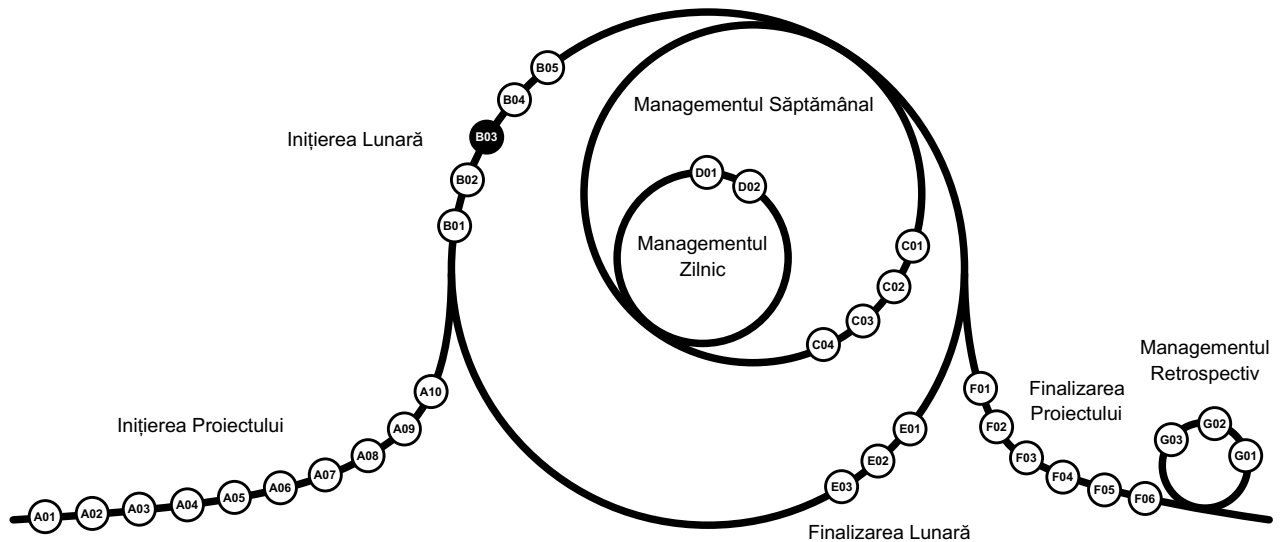 B05
B04
Managementul Săptămânal
Inițierea Lunară
B03
B02
D01
D02
B01
Managementul
Zilnic
C01
C02
C03
C04
Managementul
Retrospectiv
A10
F01
Finalizarea
Proiectului
Inițierea Proiectului
A09
E01
F02
G03
G02
G01
A08
E02
F03
A07
F04
A06
E03
F05
A05
F06
A04
A03
A02
A01
Finalizarea Lunară